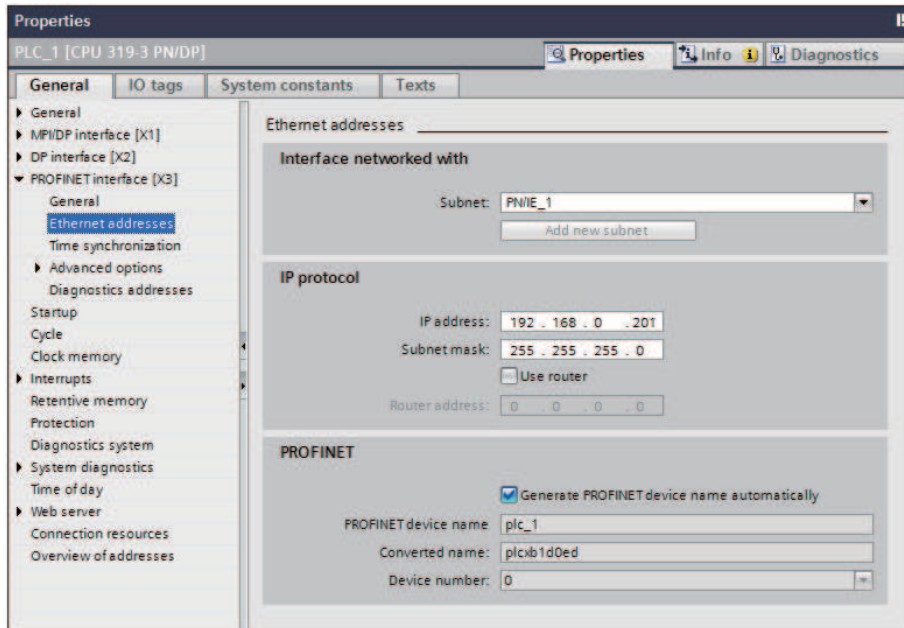 Properties
PLC_1 [CPU 319-3 PN/DP]
Properties
Info
Diagnostics
General
IO tags
System constants
Texts
General
MPI/DP interface [X1]
DP interface [X2]
PROFINET interface [X3]
General
Ethernet addresses
Time synchronization
Advanced options
Diagnostics addresses
Startup
Cycle
Clock memory
Interrupts
Retentive memory
Protection
Diagnostics system
System diagnostics
Time of day
Web server
Connection resources
Overview of addresses
Ethernet addresses
Interface networked with
Subnet: PN/IE_1
Add new subnet
IP protocol
IP address: 192 . 168 . 0 . 201
Subnet mask: 255 . 255 . 255 . 0
Use router
Router address: 0 . 0 . 0 . 0
PROFINET
Generate PROFINET device name automatically
PROFINET device name plc_1
Converted name: plcxb1d0ed
Device number: 0